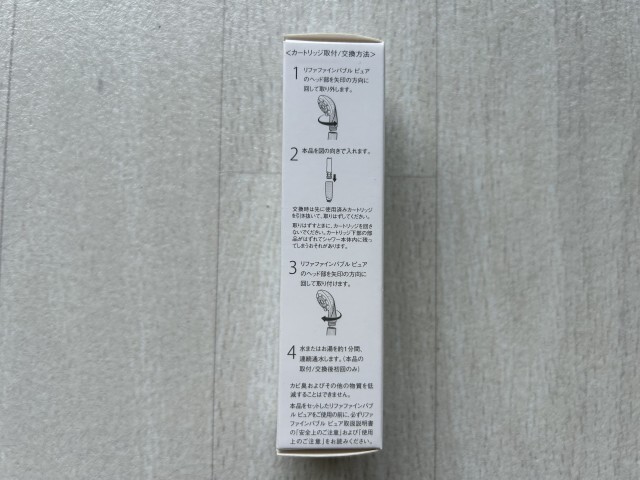 ＜カートリッジ取付/交換方法＞
1 リファファインバブル ピュア
のヘッド部を矢印の方向に
回して取り外します。
2 本品を図の向きで入れます。
交換時は先に使用済みカートリッジ
を引き抜いて、取りはずしてください。
取りはずすときに、カートリッジを回さ
ないでください。カートリッジ下部の部
品がはずれてシャワー本体内に残っ
てしまうおそれがあります。
3 リファファインバブル ピュア
のヘッド部を矢印の方向に
回して取り付けます。
4 水またはお湯を約1分間、
連続通水します。（本品の
取付/交換後初回のみ）
カビ臭およびその他の物質を低
減することはできません。
本品をセットしたリファファインバブ
ル ピュアをご使用の前に、必ずリファ
ファインバブル ピュア取扱説明書
の「安全上のご注意」および「使用
上のご注意」をお読みください。